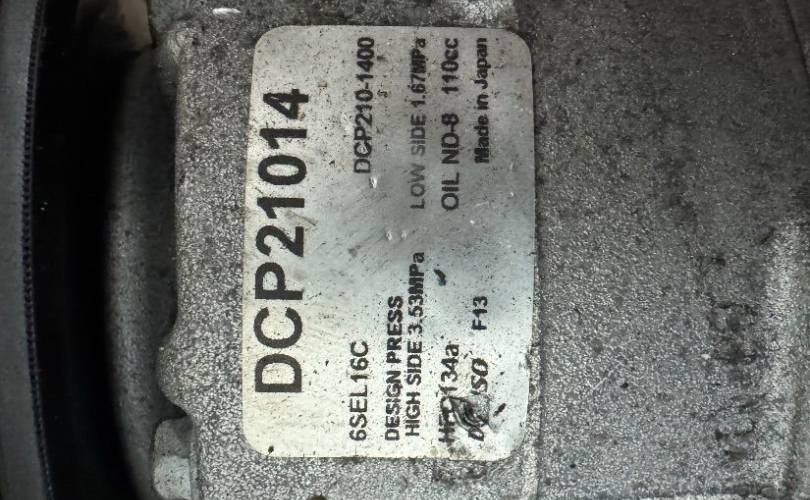 DCP21014
6SEL16C DCP210-1400
DESIGN PRESS
HIGH SIDE 3.53MPa LOW SIDE 1.67MPa
HFC134a OIL ND-8 110cc
F13 Made in Japan